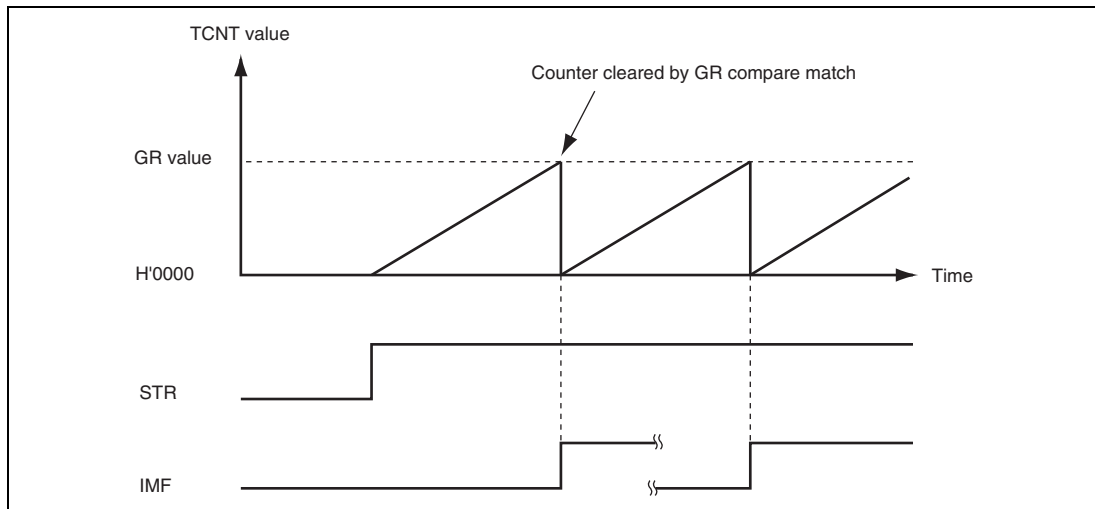 TCNT value
Counter cleared by GR compare match
GR value
H'0000
Time
STR
IMF